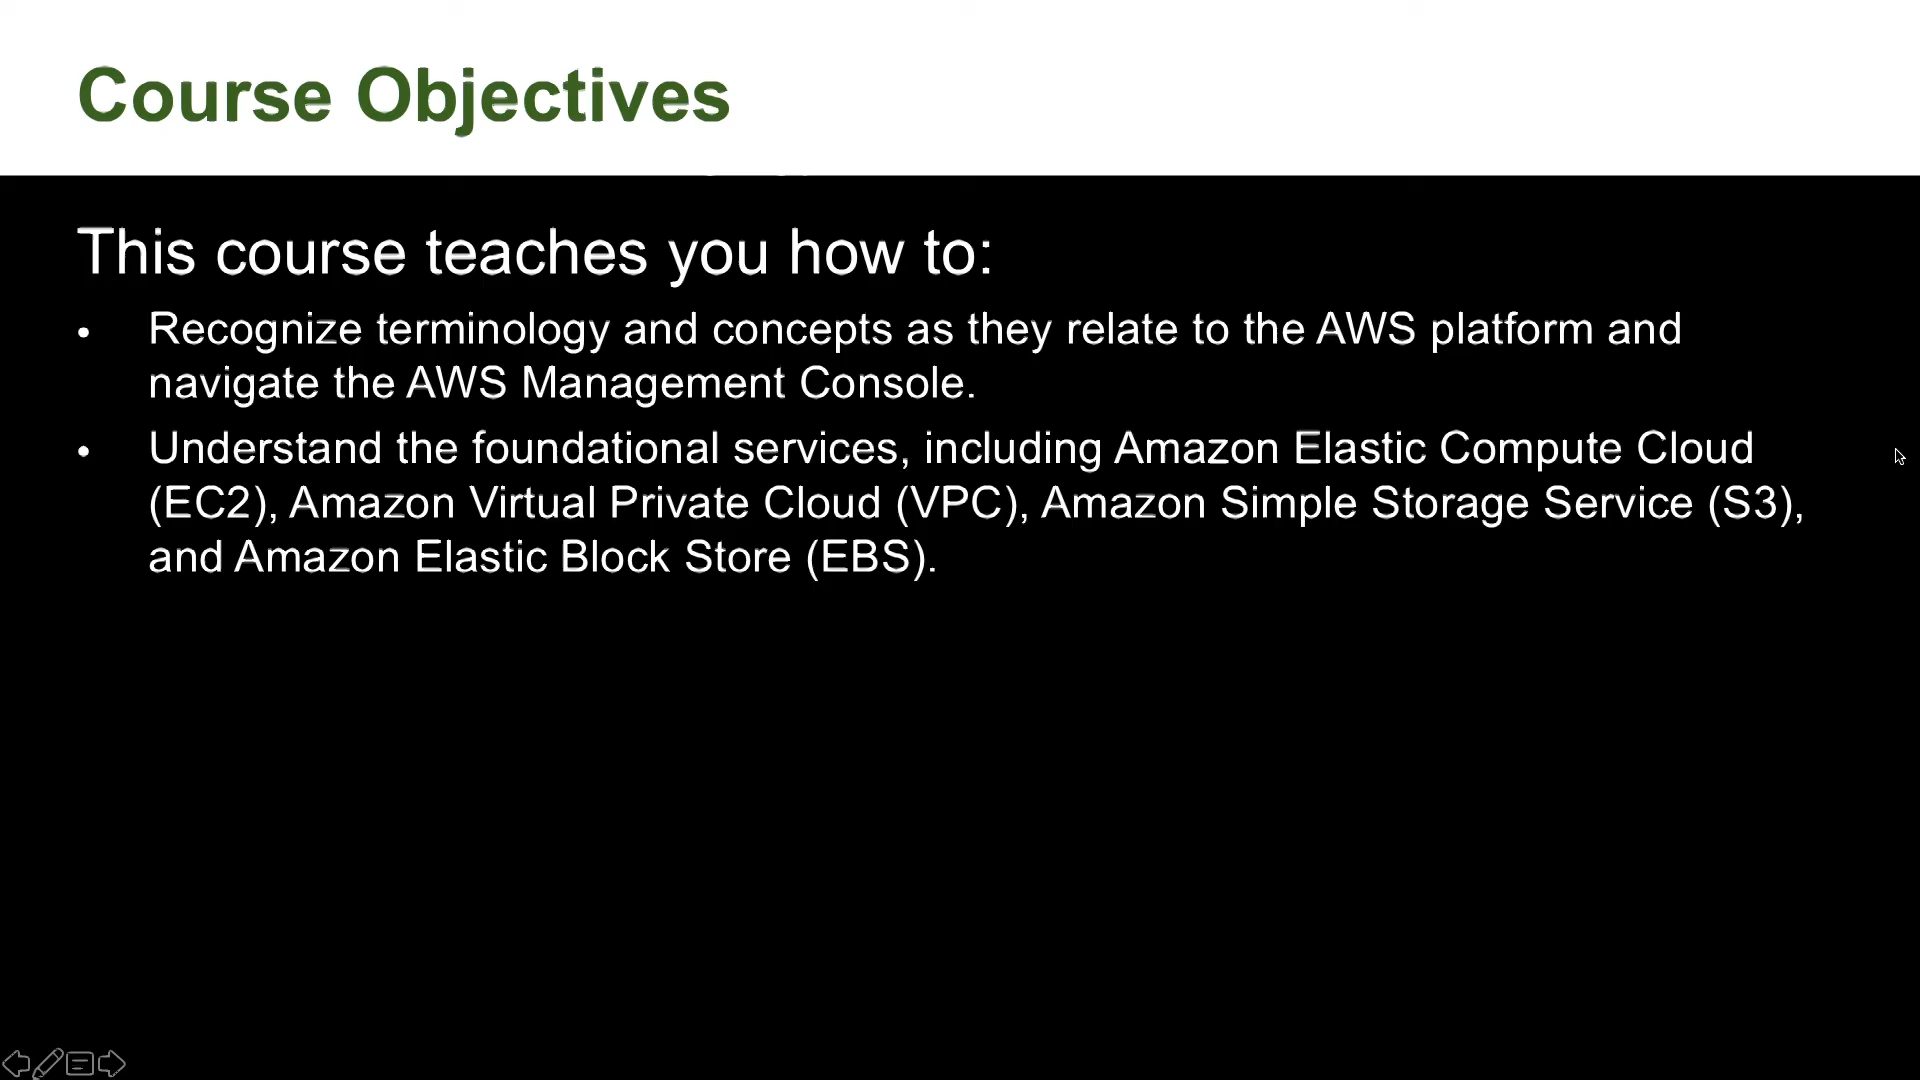 Course Objectives
This course teaches you how to:
• Recognize terminology and concepts as they relate to the AWS platform and
navigate the AWS Management Console.
• Understand the foundational services, including Amazon Elastic Compute Cloud
(EC2), Amazon Virtual Private Cloud (VPC), Amazon Simple Storage Service (S3),
and Amazon Elastic Block Store (EBS).